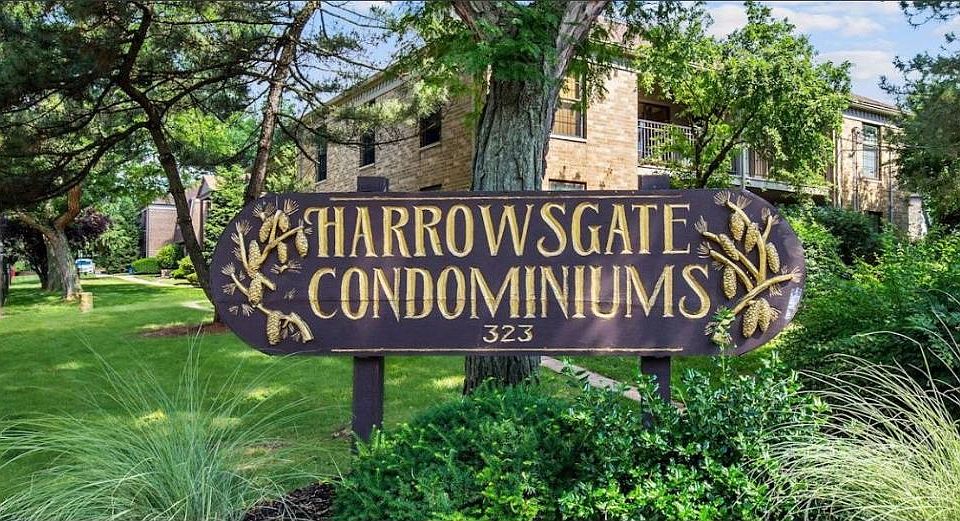 HARROWSGATE
CONDOMINIUMS
323